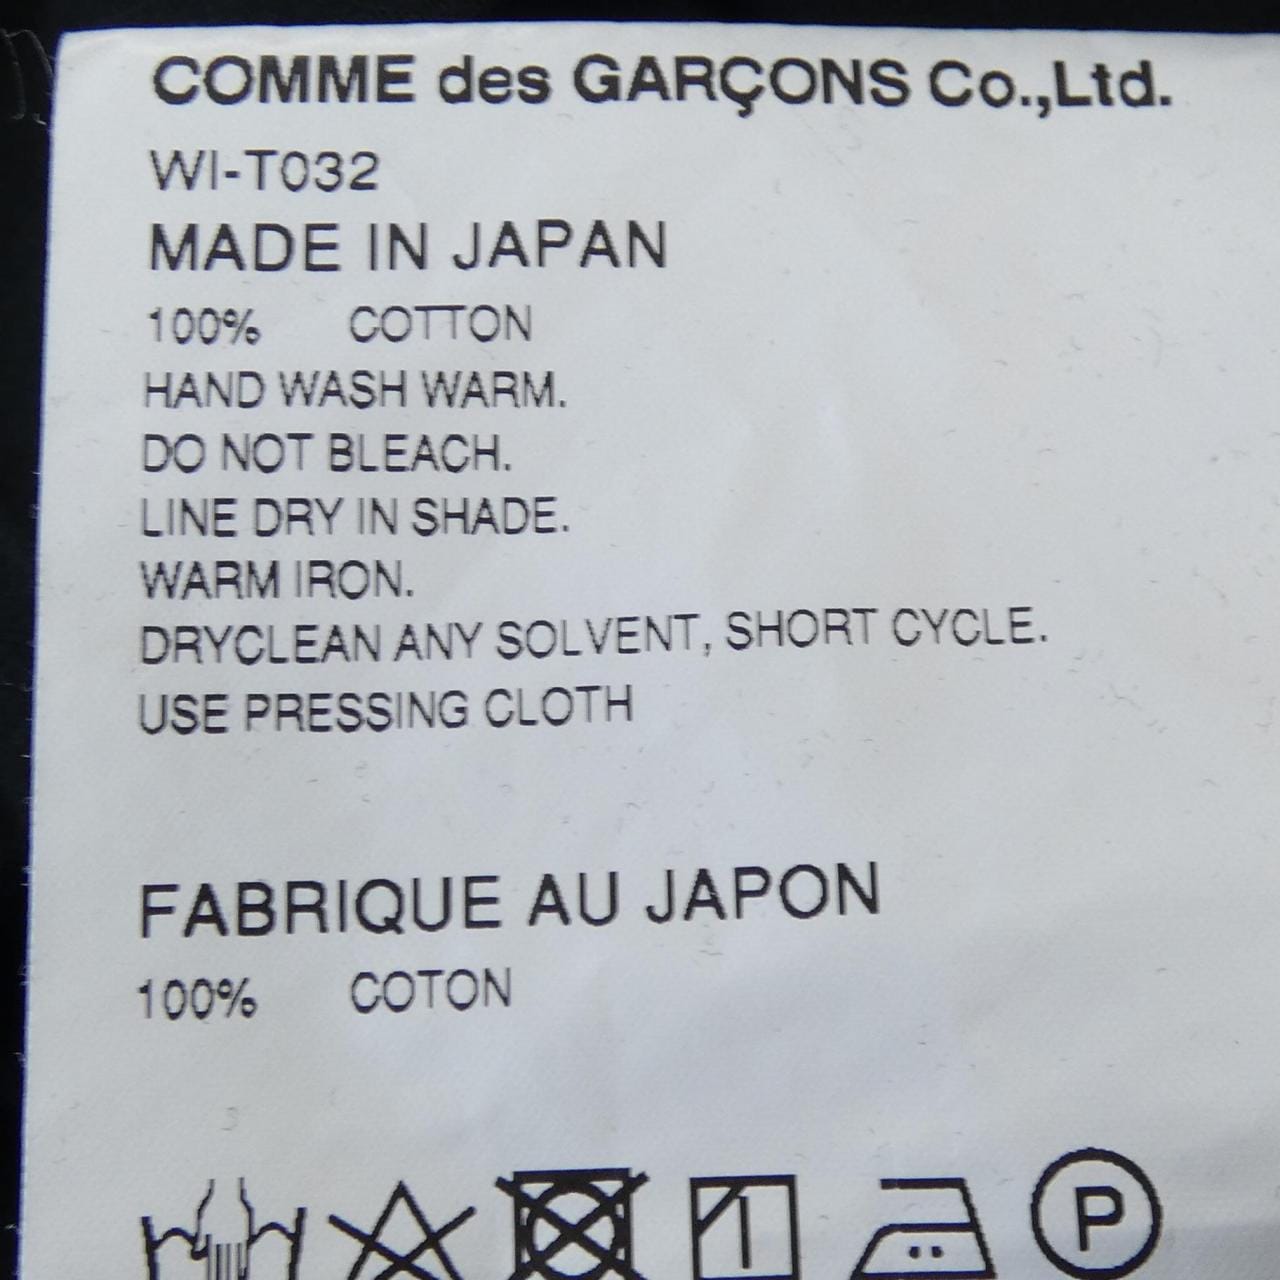 COMME des GARÇONS Co.,Ltd.
WI-T032
MADE IN JAPAN
100% COTTON
HAND WASH WARM.
DO NOT BLEACH.
LINE DRY IN SHADE.
WARM IRON.
DRYCLEAN ANY SOLVENT, SHORT CYCLE.
USE PRESSING CLOTH
FABRIQUE AU JAPON
100% COTON
P